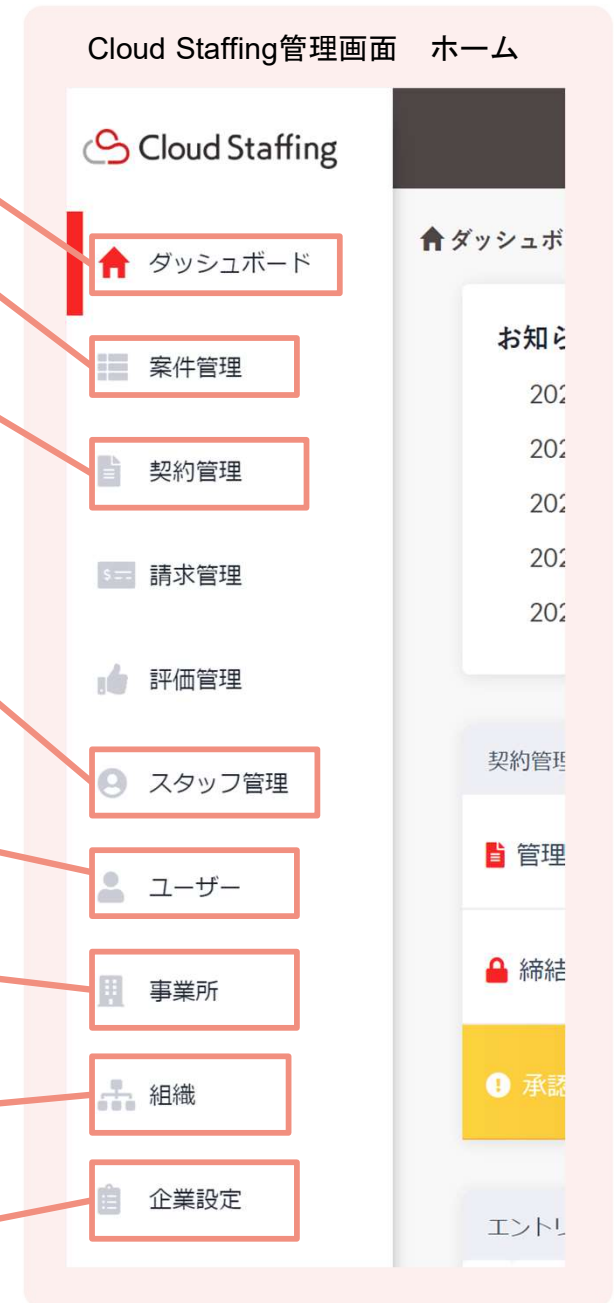 Cloud Staffing管理画面　ホーム
Cloud Staffing
ダッシュボード
案件管理
契約管理
請求管理
評価管理
スタッフ管理
ユーザー
事業所
組織
企業設定
ダッシュボ
お知ら
202
202
202
202
202
契約管理
管理
締結
承認
エントリ